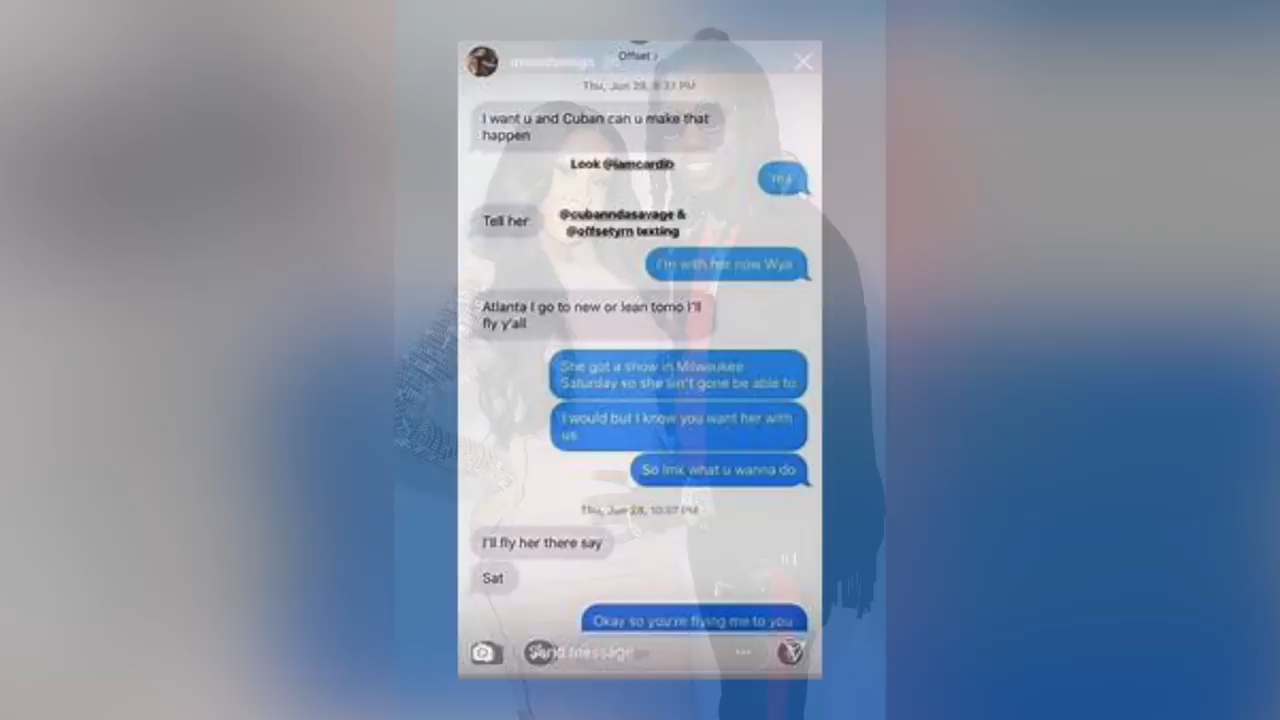 Offset ›
Thu, Jun 28, 8:31 PM
I want u and Cuban can u make that
happen
Look @iamcardib
Tell her
@cubanndasavage &
@offsetyrn texting
I'm with her now Wya
Atlanta I go to new or lean tomo I'll
fly y'all
She got a show in Milwaukee
Saturday so she ain't gone be able to
I would but I know you want her with
us
So lmk what u wanna do
Thu, Jun 28, 10:57 PM
I'll fly her there say
Sat
Okay so you're flying me to you
Send message